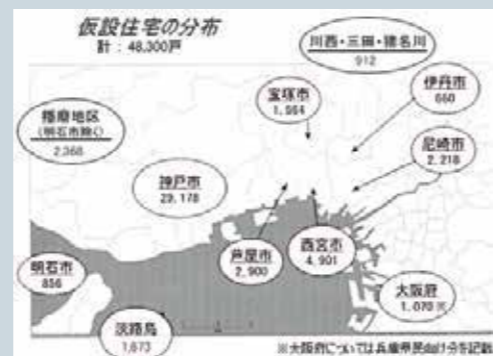 仮設住宅の分布
計：48,300戸
川西・三田・猪名川
912
伊丹市
660
宝塚市
1,564
播磨地区
(明石市除く)
2,368
尼崎市
2,218
神戸市
29,178
芦屋市
2,900
西宮市
4,901
明石市
856
大阪府
1,070※
淡路島
1,673
※大阪府については兵庫県民向け分を記載